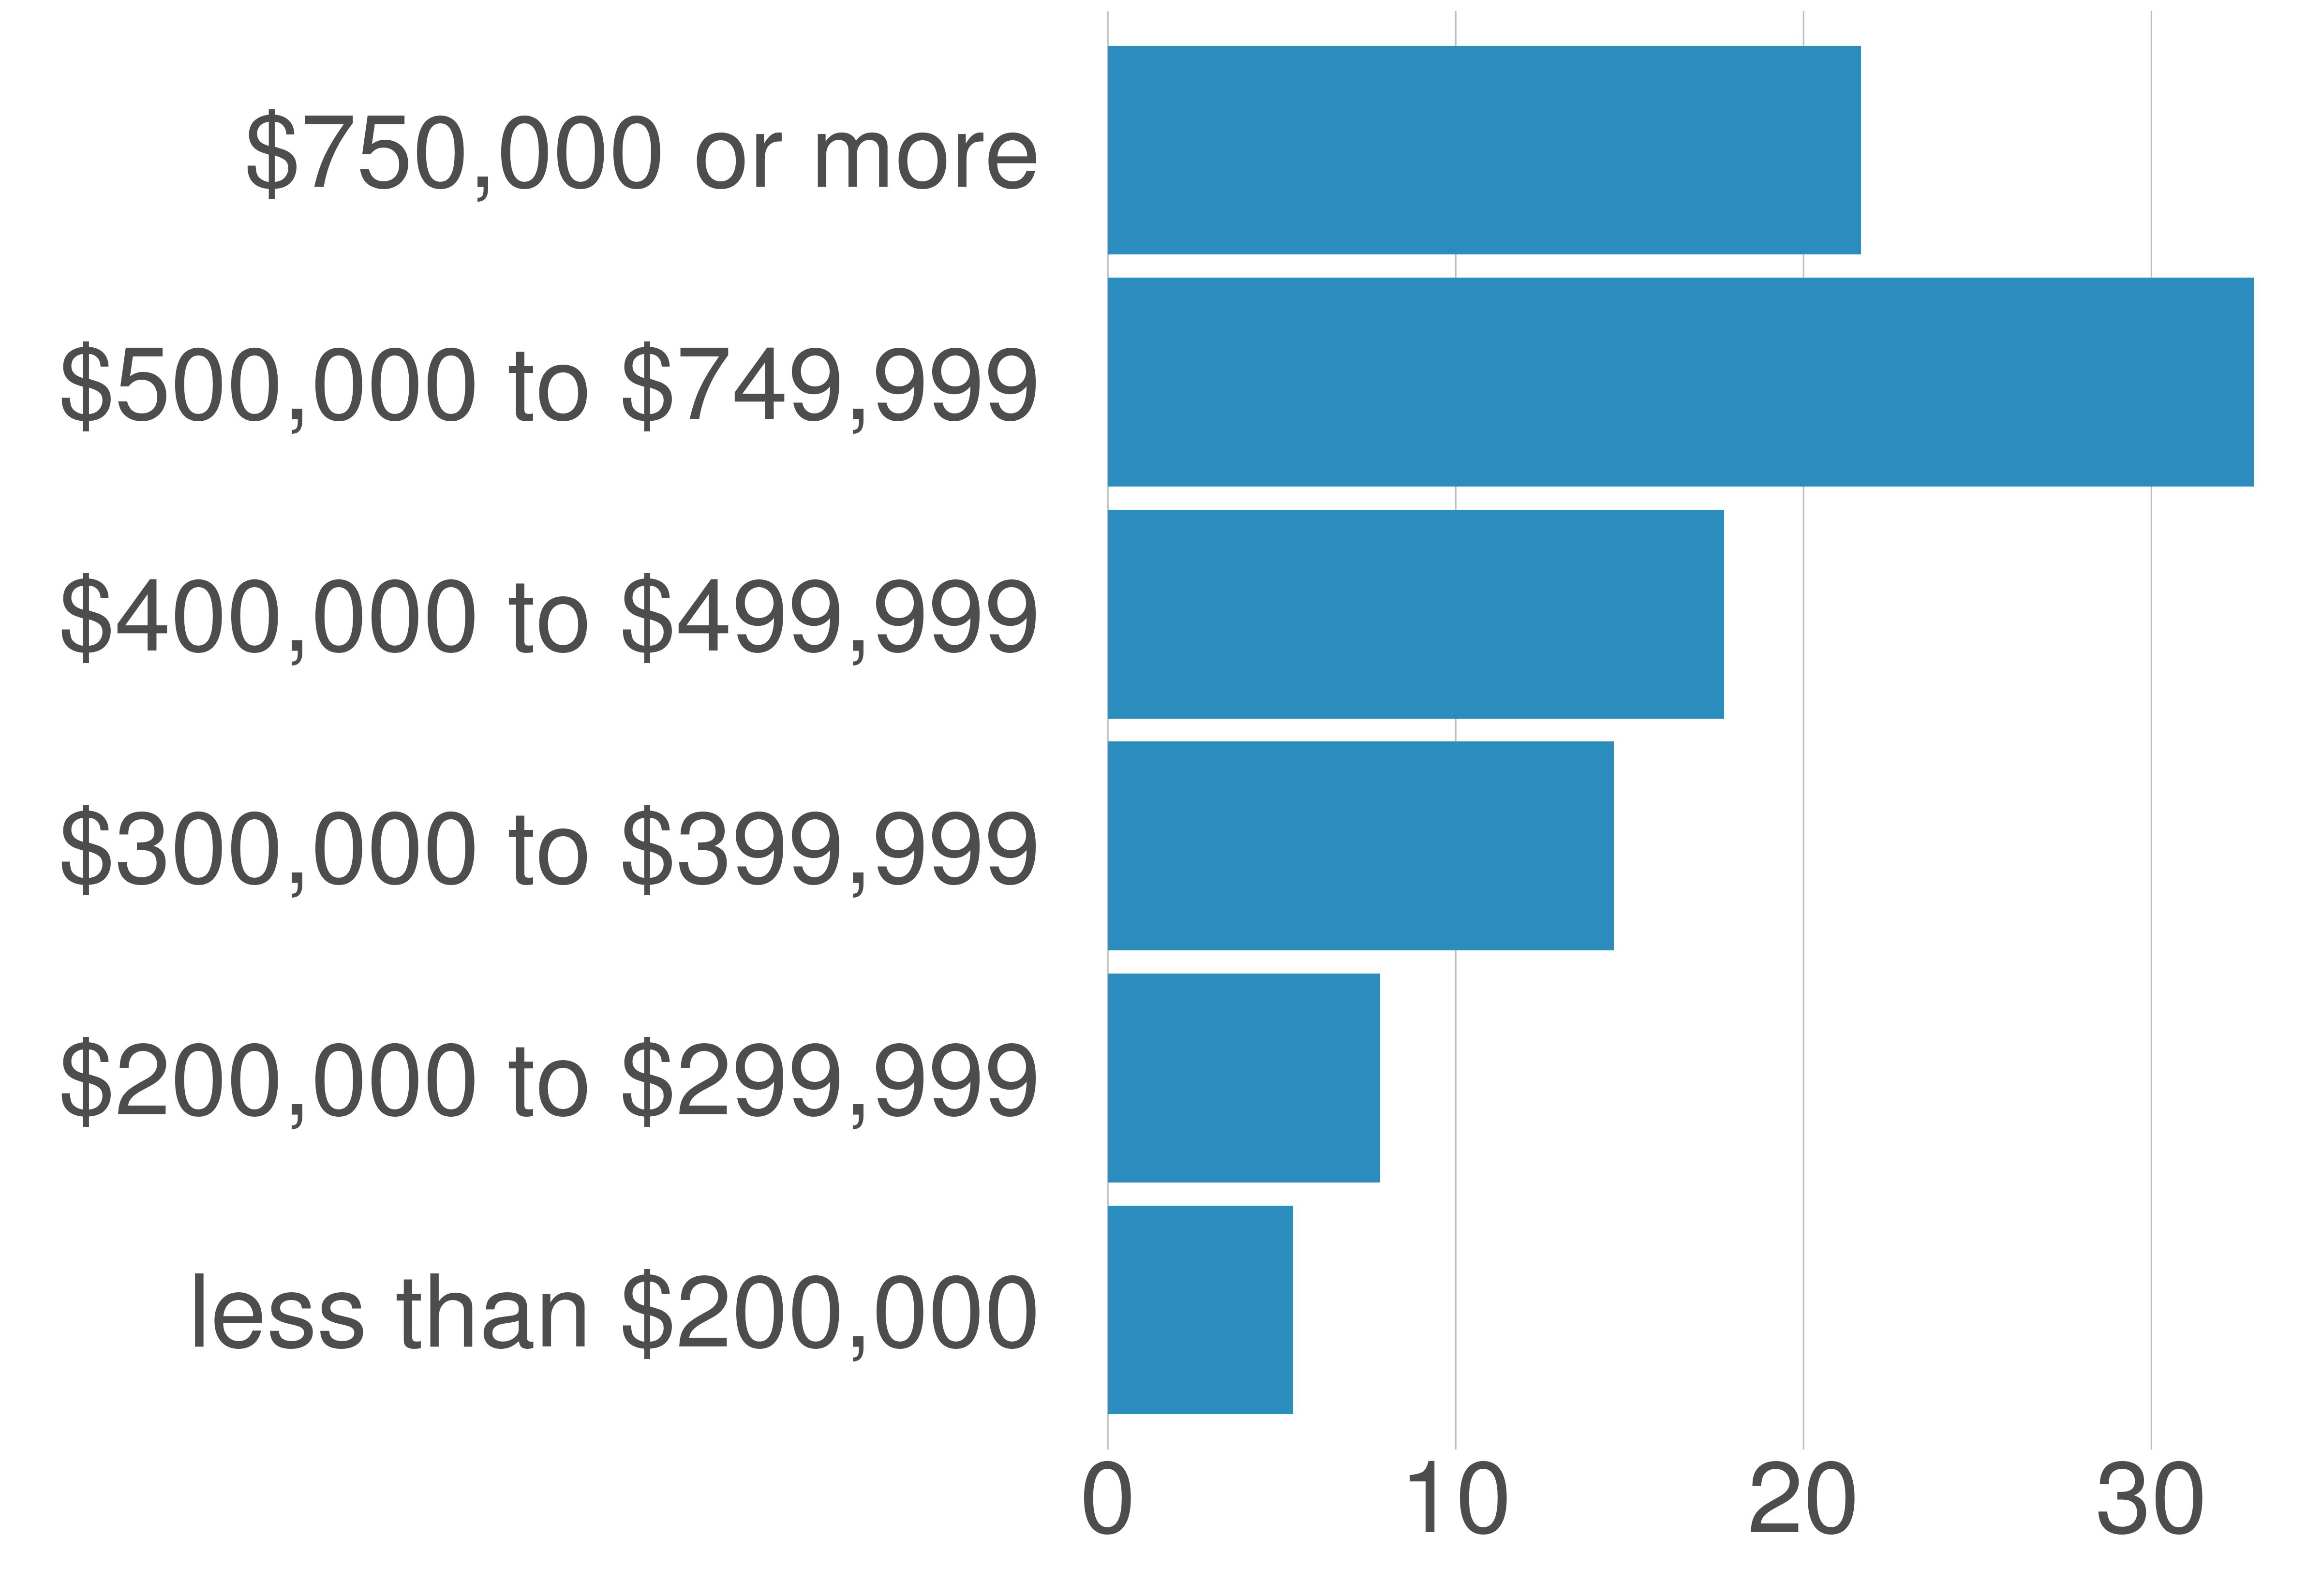 $750,000 or more
$500,000 to $749,999
$400,000 to $499,999
$300,000 to $399,999
$200,000 to $299,999
less than $200,000
0 10 20 30